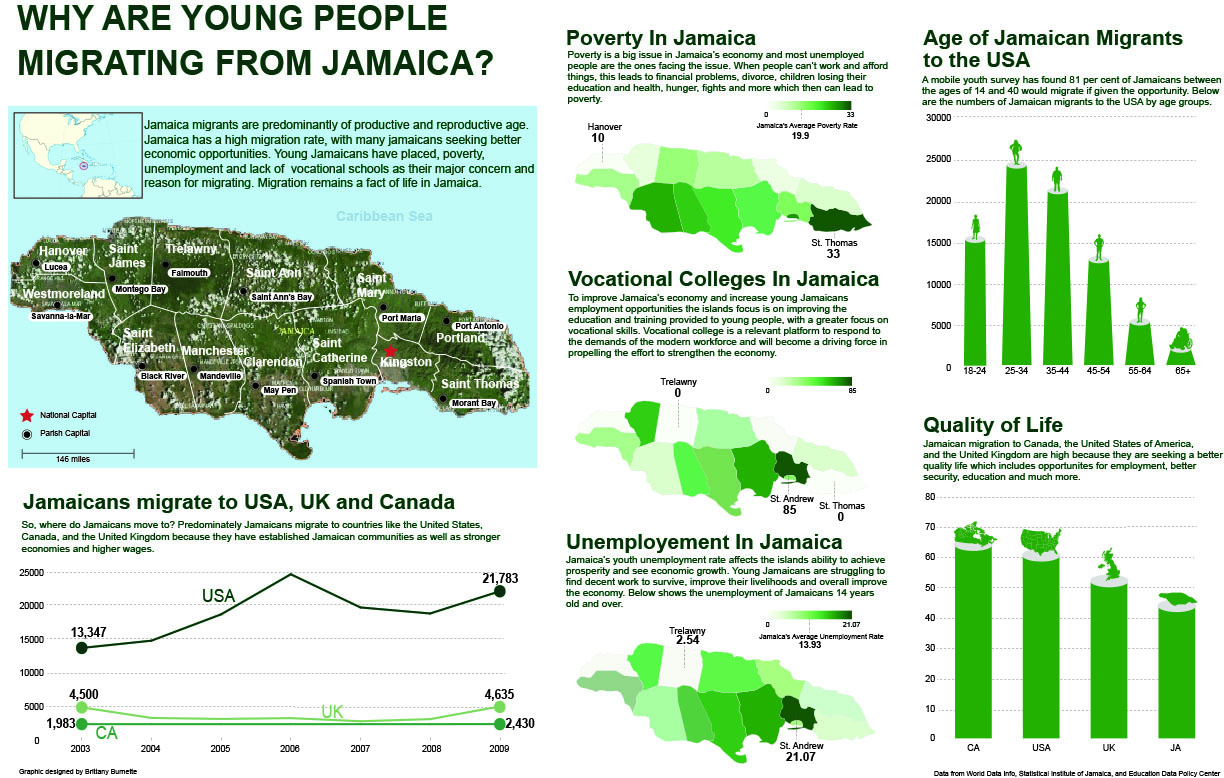 WHY ARE YOUNG PEOPLE
MIGRATING FROM JAMAICA?
Jamaica migrants are predominantly of productive and reproductive age.
Jamaica has a high migration rate, with many jamaicans seeking better
economic opportunities. Young Jamaicans have placed, poverty,
unemployment and lack of vocational schools as their major concern and
reason for migrating. Migration remains a fact of life in Jamaica.
Caribbean Sea
Hanover
Lucea
Saint
James
Montego Bay
Trelawny
Falmouth
Saint Ann
Saint Ann's Bay
Saint
Mary
Port Maria
Port Antonio
Portland
Westmoreland
Savanna-la-Mar
Saint
Elizabeth
Black River
Manchester
Mandeville
Clarendon
May Pen
JAMAICA
Saint
Catherine
Spanish Town
Kingston
Saint Thomas
Morant Bay
National Capital
Parish Capital
146 miles
Jamaicans migrate to USA, UK and Canada
So, where do Jamaicans move to? Predominately Jamaicans migrate to countries like the United States,
Canada, and the United Kingdom because they have established Jamaican communities as well as stronger
economies and higher wages.
25000
20000
15000
10000
5000
0
USA
13,347
21,783
4,500
4,635
UK
1,983
2,430
CA
2003
2004
2005
2006
2007
2008
2009
Graphic designed by Brittany Burnette
Poverty In Jamaica
Poverty is a big issue in Jamaica's economy and most unemployed
people are the ones facing the issue. When people can't work and afford
things, this leads to financial problems, divorce, children losing their
education and health, hunger, fights and more which then can lead to
poverty.
0
33
Jamaica's Average Poverty Rate
19.9
Hanover
10
St. Thomas
33
Vocational Colleges In Jamaica
To improve Jamaica's economy and increase young Jamaicans
employment opportunities the islands focus is on improving the
education and training provided to young people, with a greater focus on
vocational skills. Vocational college is a relevant platform to respond to
the demands of the modern workforce and will become a driving force in
propelling the effort to strengthen the economy.
0
85
Trelawny
0
St. Andrew
85
St. Thomas
0
Unemployement In Jamaica
Jamaica's youth unemployment rate affects the islands ability to achieve
prosperity and see economic growth. Young Jamaicans are struggling to
find decent work to survive, improve their livelihoods and overall improve
the economy. Below shows the unemployment of Jamaicans 14 years
old and over.
0
21.07
Jamaica's Average Unemployment Rate
13.93
Trelawny
2.54
St. Andrew
21.07
Age of Jamaican Migrants
to the USA
A mobile youth survey has found 81 per cent of Jamaicans between
the ages of 14 and 40 would migrate if given the opportunity. Below
are the numbers of Jamaican migrants to the USA by age groups.
30000
25000
20000
15000
10000
5000
0
18-24
25-34
35-44
45-54
55-64
65+
Quality of Life
Jamaican migration to Canada, the United States of America,
and the United Kingdom are high because they are seeking a better
quality life which includes opportunites for employment, better
security, education and much more.
80
70
60
50
40
30
20
10
0
CA
USA
UK
JA
Data from World Data Info, Statistical Institute of Jamaica, and Education Data Policy Center